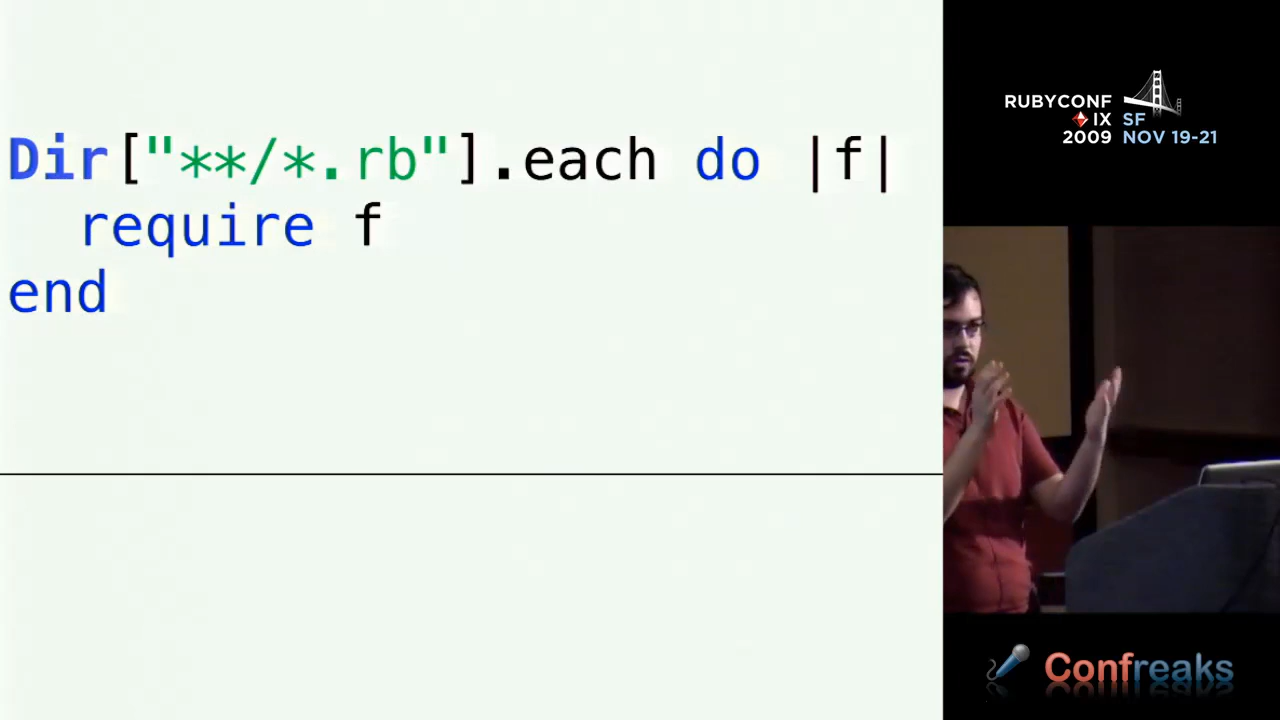 Dir["**/*.rb"].each do |f|
  require f
end
RUBYCONF
IX SF
2009 NOV 19-21
Confreaks